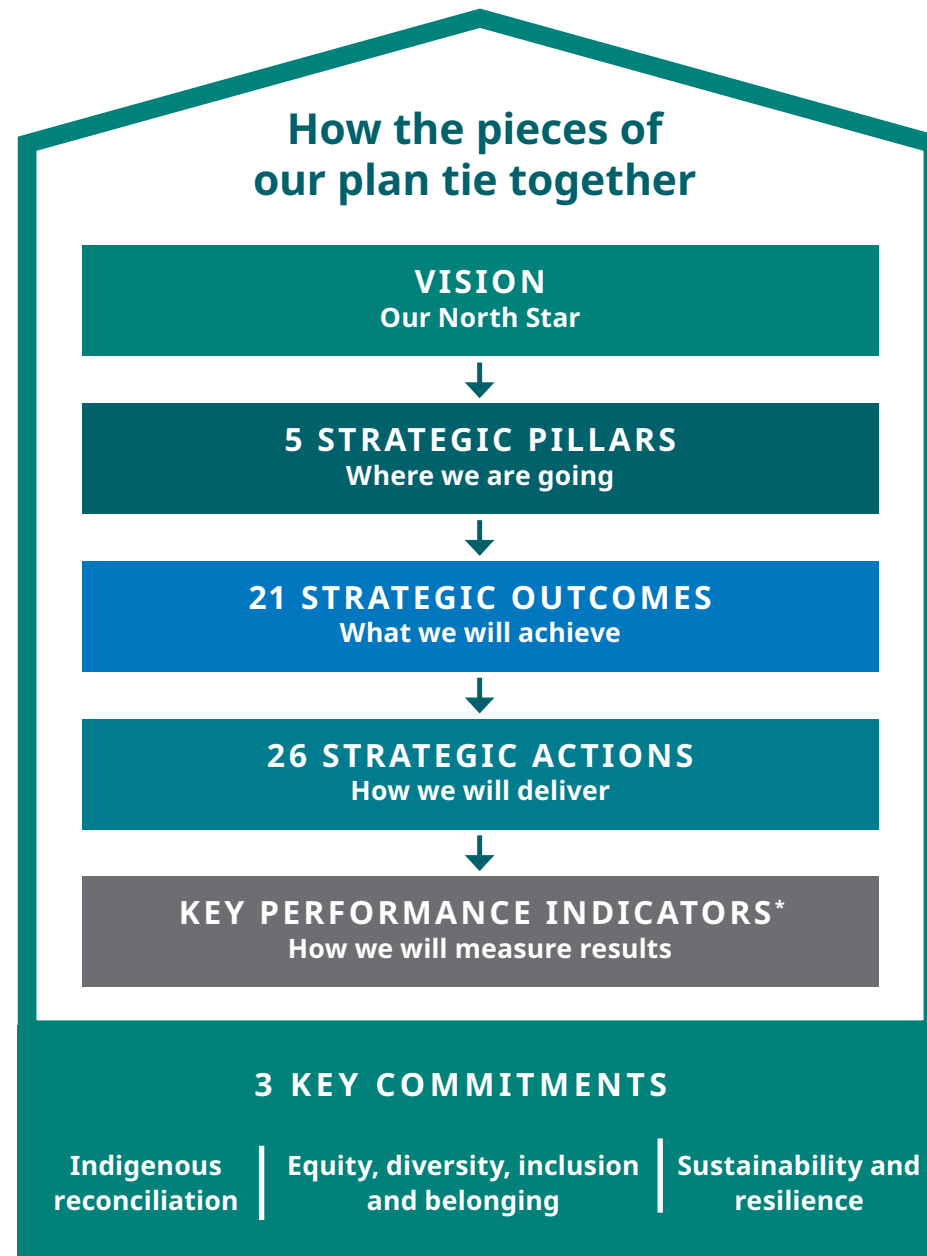 How the pieces of
our plan tie together
VISION
Our North Star
5 STRATEGIC PILLARS
Where we are going
21 STRATEGIC OUTCOMES
What we will achieve
26 STRATEGIC ACTIONS
How we will deliver
KEY PERFORMANCE INDICATORS*
How we will measure results
3 KEY COMMITMENTS
Indigenous
reconciliation
Equity, diversity, inclusion
and belonging
Sustainability and
resilience